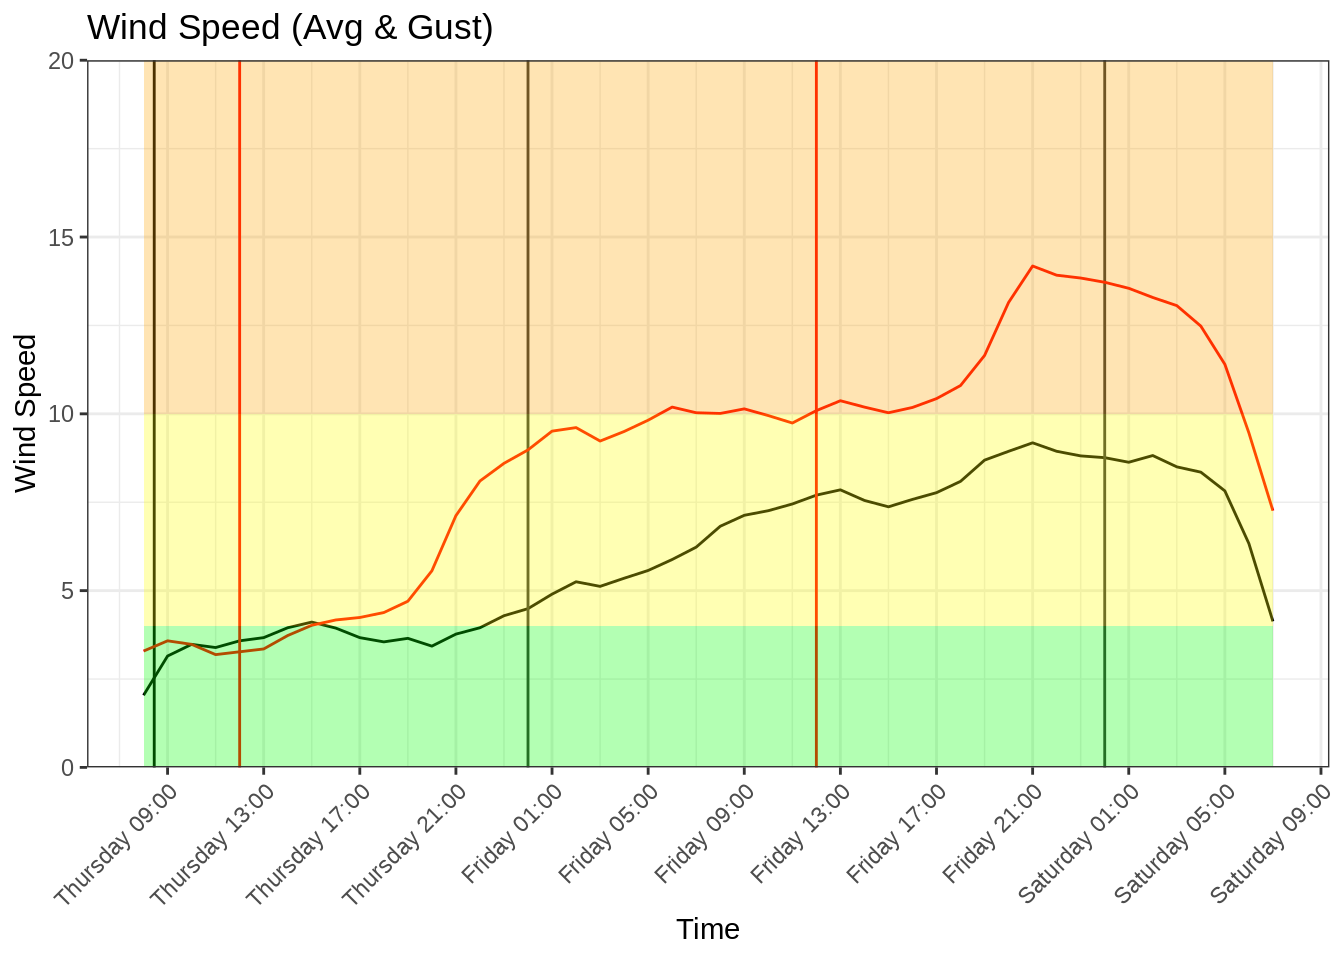 Wind Speed (Avg & Gust)
20
15
10
5
0
Wind Speed
Thursday 09:00
Thursday 13:00
Thursday 17:00
Thursday 21:00
Friday 01:00
Friday 05:00
Friday 09:00
Friday 13:00
Friday 17:00
Friday 21:00
Saturday 01:00
Saturday 05:00
Saturday 09:00
Time